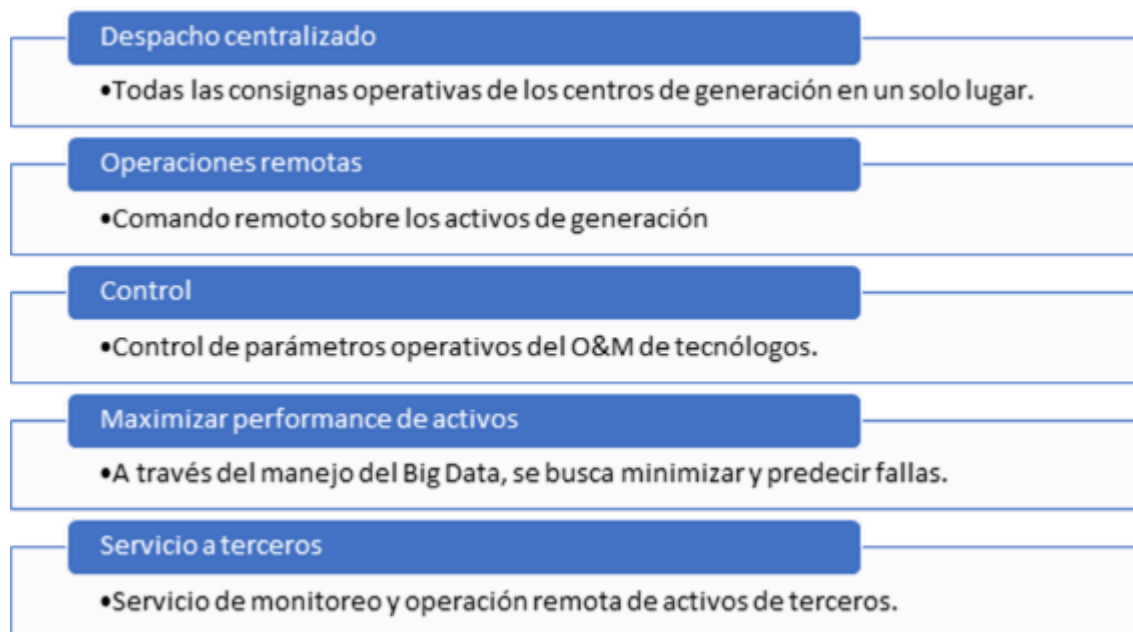 Despacho centralizado
•Todas las consignas operativas de los centros de generación en un solo lugar.
Operaciones remotas
•Comando remoto sobre los activos de generación
Control
•Control de parámetros operativos del O&M de tecnólogos.
Maximizar performance de activos
•A través del manejo del Big Data, se busca minimizar y predecir fallas.
Servicio a terceros
•Servicio de monitoreo y operación remota de activos de terceros.